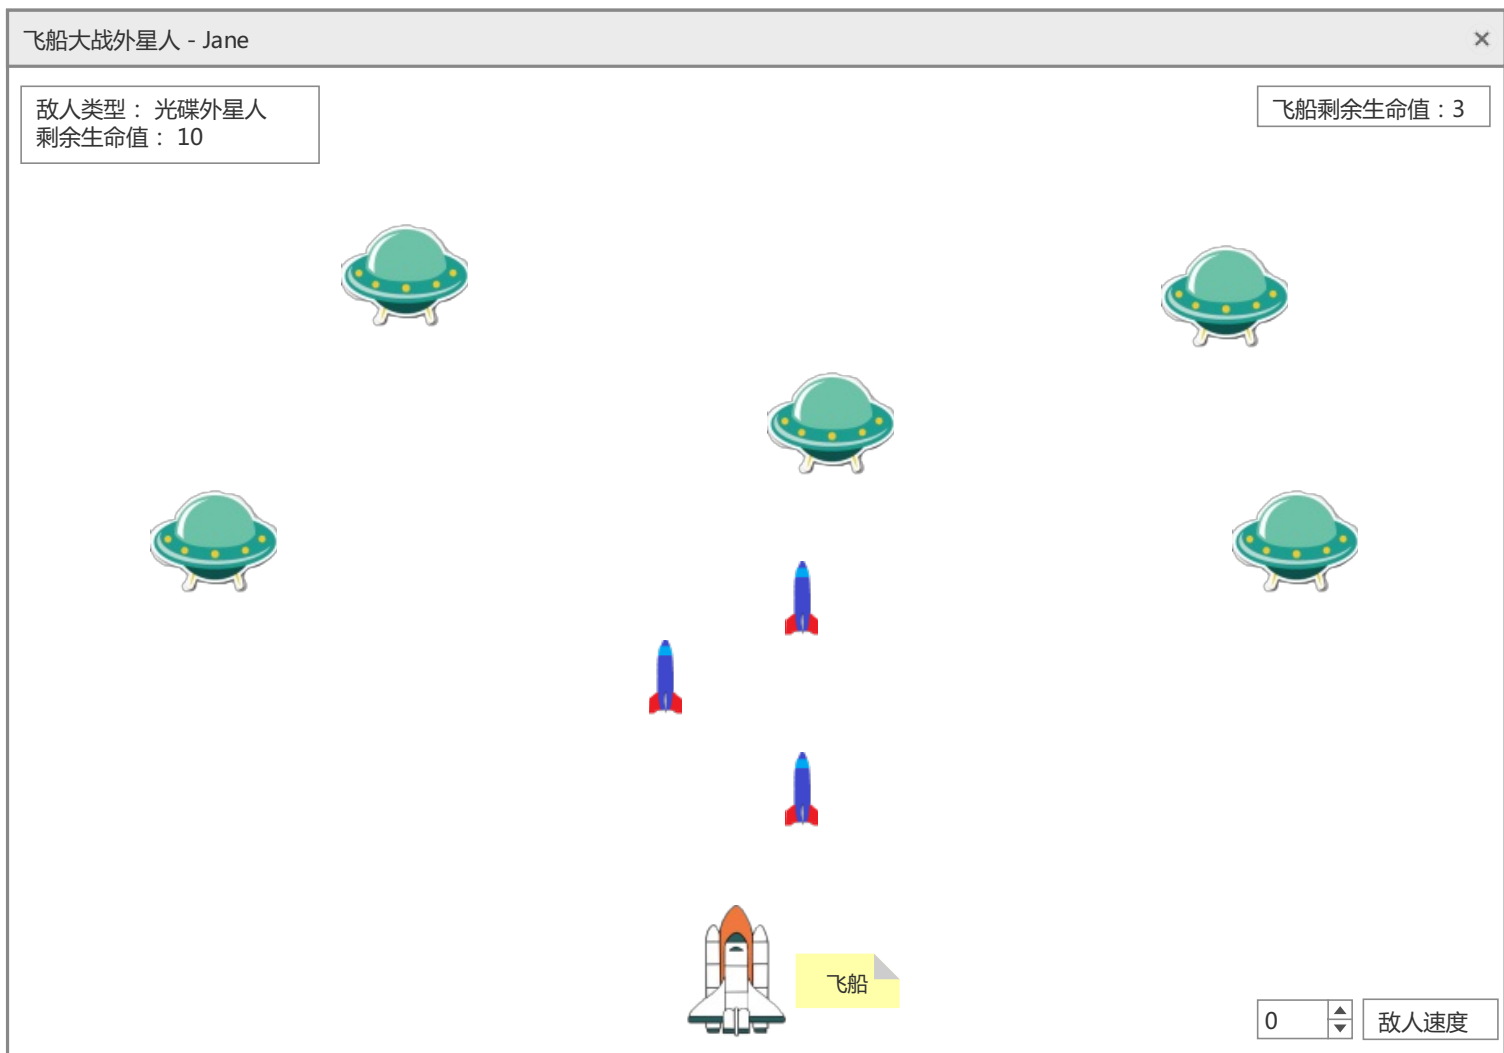 飞船大战外星人 - Jane
×
敌人类型： 光碟外星人
剩余生命值： 10
飞船剩余生命值：3
飞船
0
敌人速度